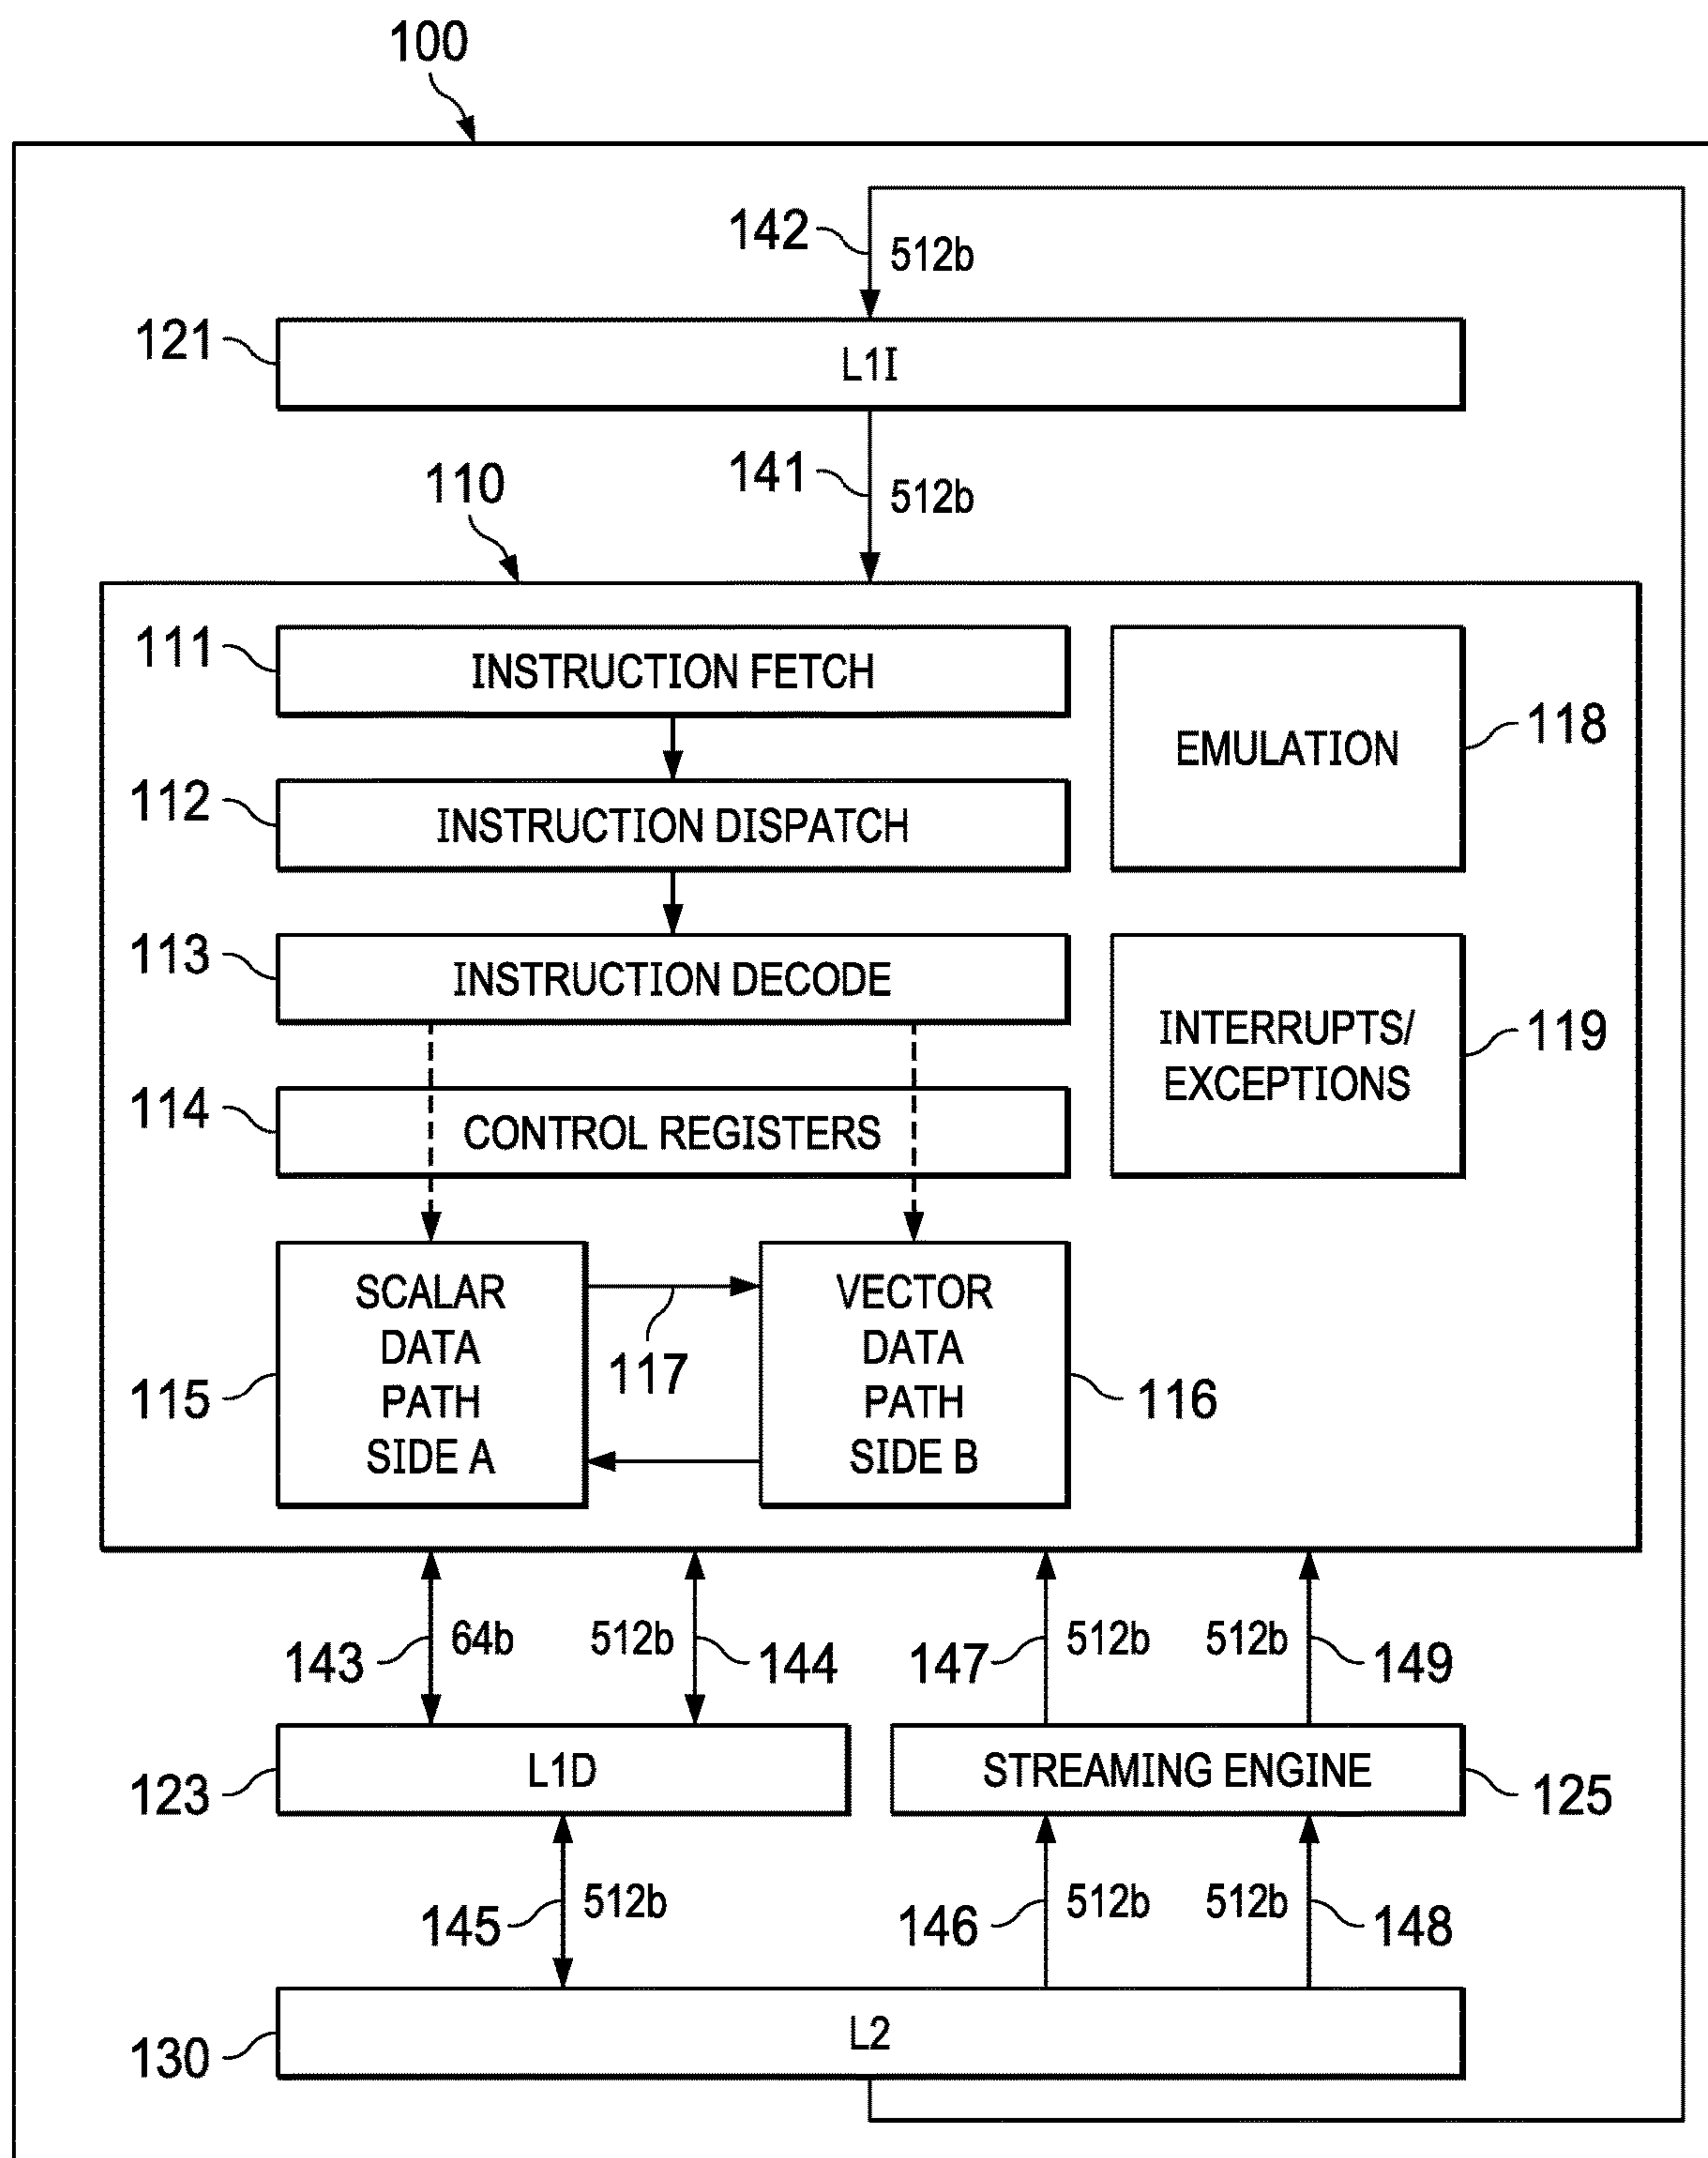 100
142
512b
121
L1I
141
512b
110
111
INSTRUCTION FETCH
EMULATION
118
112
INSTRUCTION DISPATCH
113
INSTRUCTION DECODE
INTERRUPTS/
EXCEPTIONS
119
114
CONTROL REGISTERS
SCALAR
DATA
PATH
SIDE A
115
117
VECTOR
DATA
PATH
SIDE B
116
143
64b
512b
144
147
512b
512b
149
123
L1D
STREAMING ENGINE
125
145
512b
146
512b
512b
148
130
L2